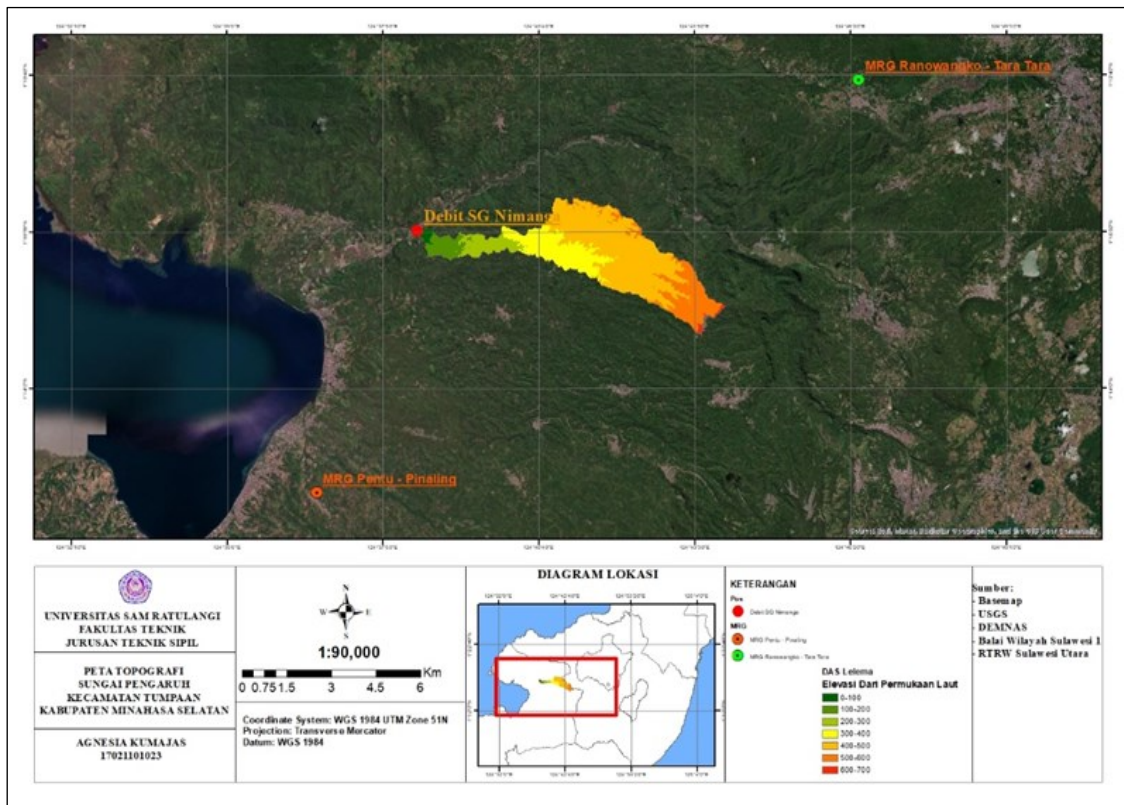 MRG Ranowangko - Tara Tara
Debit SG Nimanga
MRG Pentu - Pinaling
UNIVERSITAS SAM RATULANGI
FAKULTAS TEKNIK
JURUSAN TEKNIK SIPIL
PETA TOPOGRAFI
SUNGAI PENGARUH
KECAMATAN TUMPAAN
KABUPATEN MINAHASA SELATAN
AGNESIA KUMAJAS
17021101023
N
W E
S
1:90,000
0 0.75 1.5 3 4.5 6
Km
Coordinate System: WGS 1984 UTM Zone 51N
Projection: Transverse Mercator
Datum: WGS 1984
DIAGRAM LOKASI
KETERANGAN
Pos
Debit SG Nimanga
MRG
MRG Pentu - Pinaling
MRG Ranowangko - Tara Tara
DAS Lelema
Elevasi Dari Permukaan Laut
0-100
100-200
200-300
300-400
400-500
500-600
600-700
Sumber:
- Basemap
- USGS
- DEMNAS
- Balai Wilayah Sulawesi 1
- RTRW Sulawesi Utara